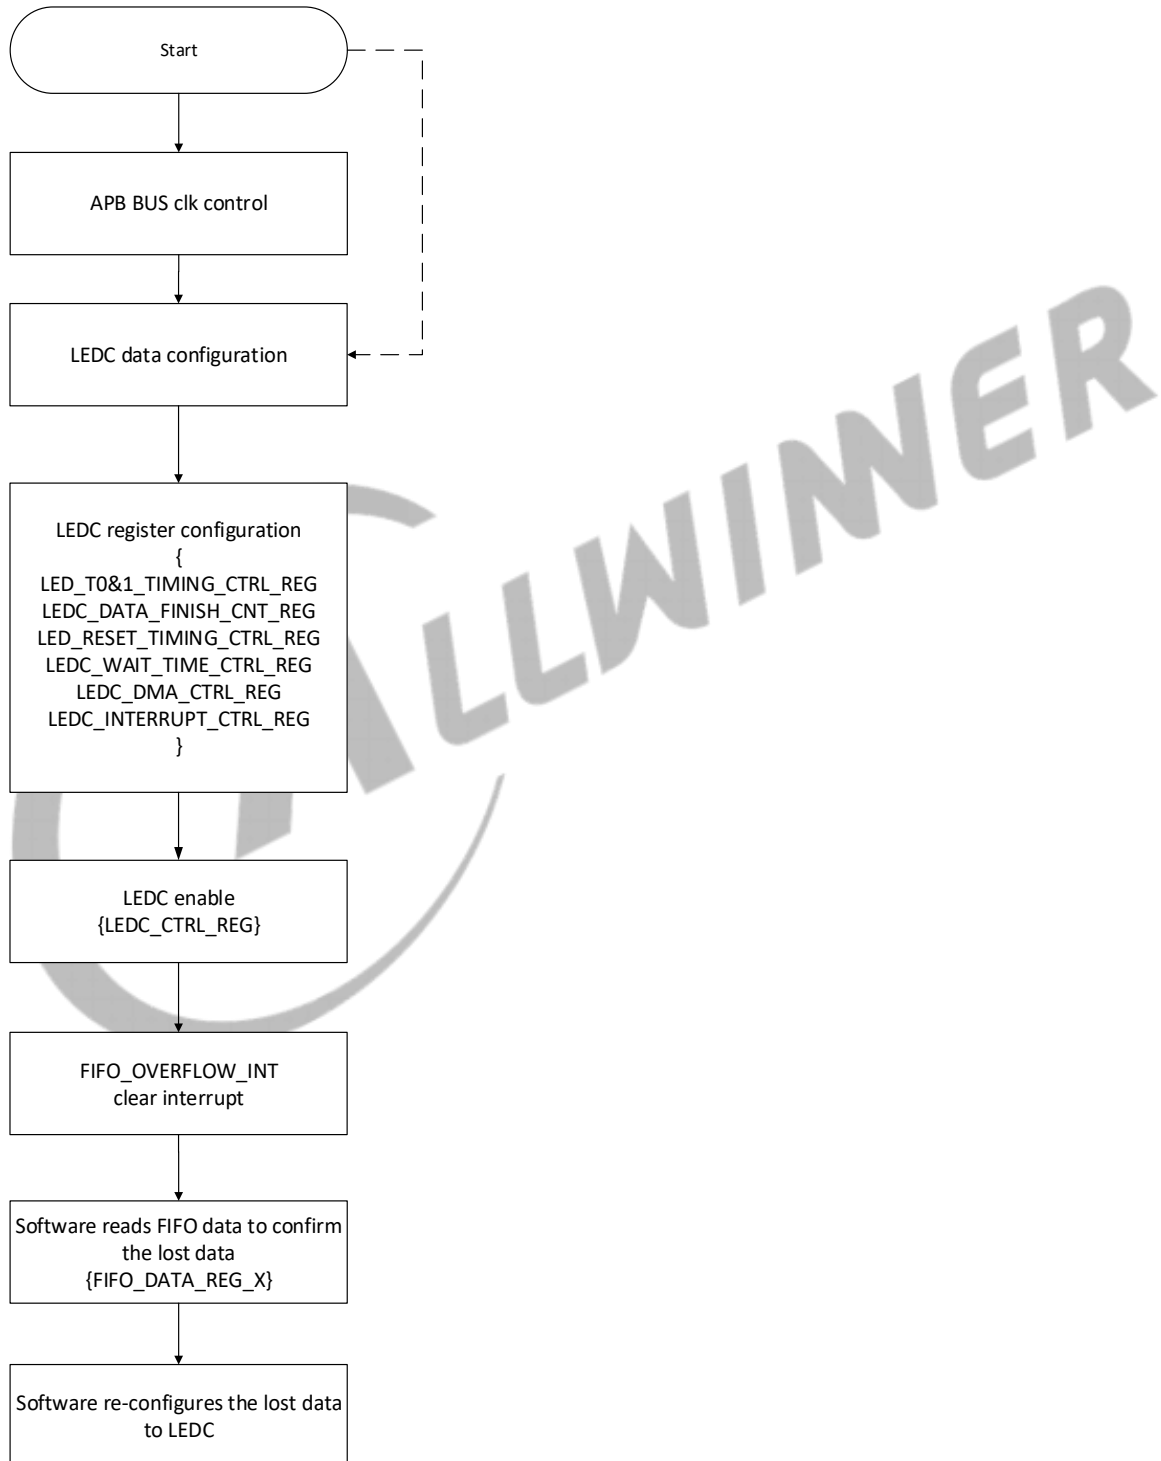 Start
APB BUS clk control
LEDC data configuration
LEDC register configuration
{
LED_T0&1_TIMING_CTRL_REG
LEDC_DATA_FINISH_CNT_REG
LED_RESET_TIMING_CTRL_REG
LEDC_WAIT_TIME_CTRL_REG
LEDC_DMA_CTRL_REG
LEDC_INTERRUPT_CTRL_REG
}
LEDC enable
{LEDC_CTRL_REG}
FIFO_OVERFLOW_INT
clear interrupt
Software reads FIFO data to confirm
the lost data
{FIFO_DATA_REG_X}
Software re-configures the lost data
to LEDC
ALLWINNER